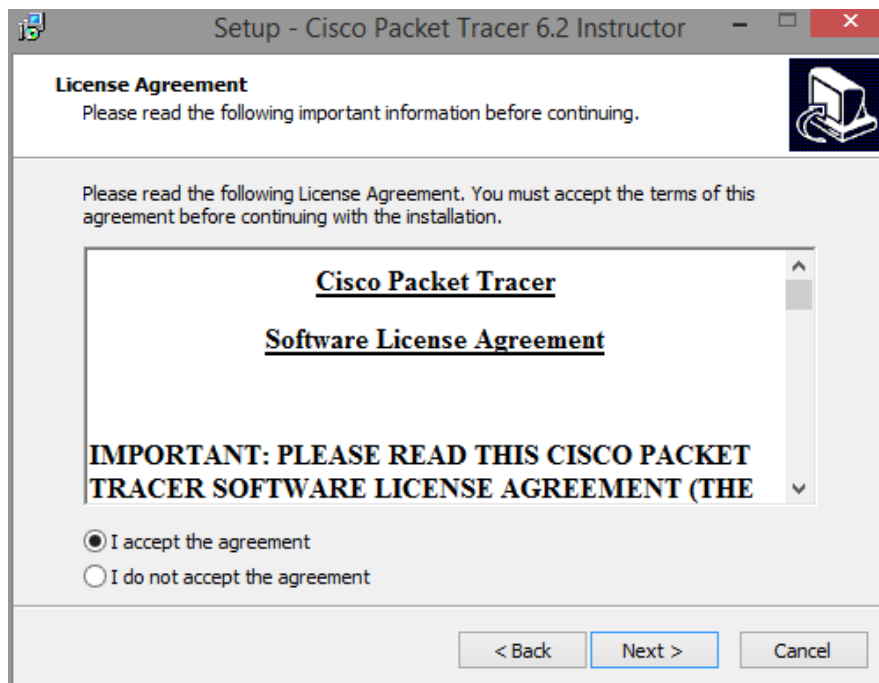 Setup - Cisco Packet Tracer 6.2 Instructor
License Agreement
Please read the following important information before continuing.
Please read the following License Agreement. You must accept the terms of this
agreement before continuing with the installation.
Cisco Packet Tracer
Software License Agreement
IMPORTANT: PLEASE READ THIS CISCO PACKET
TRACER SOFTWARE LICENSE AGREEMENT (THE
I accept the agreement
I do not accept the agreement
< Back Next > Cancel